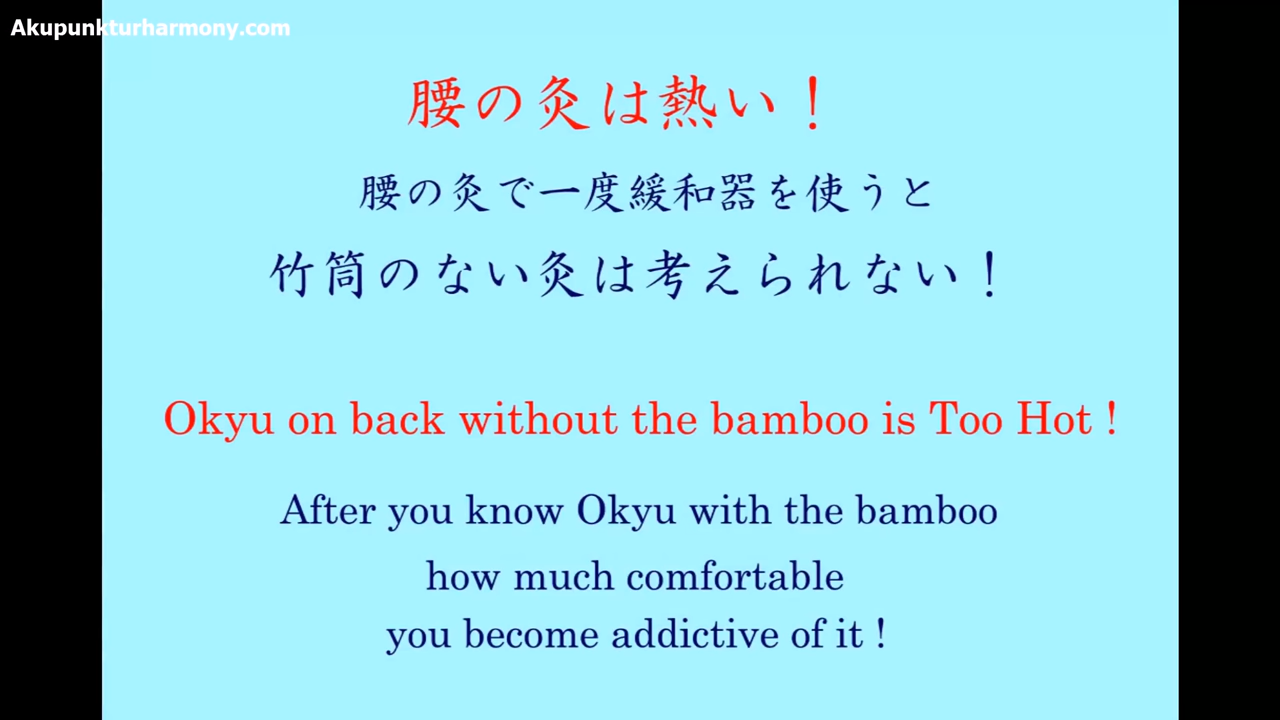 Akupunkturharmony.com
腰の灸は熱い！
腰の灸で一度緩和器を使うと
竹筒のない灸は考えられない！
Okyu on back without the bamboo is Too Hot !
After you know Okyu with the bamboo
how much comfortable
you become addictive of it !